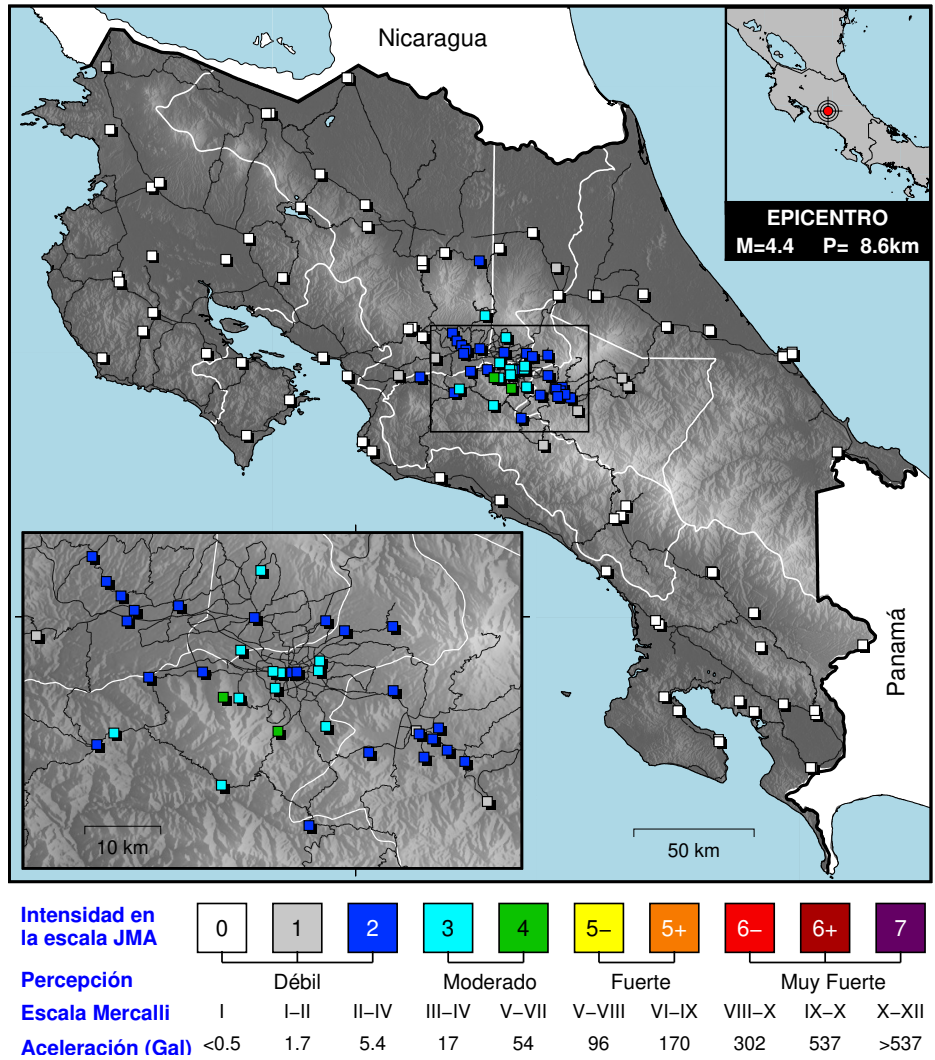 Nicaragua
EPICENTRO
M=4.4 P= 8.6km
Panamá
10 km
50 km
Intensidad en
la escala JMA
0 1 2 3 4 5− 5+ 6− 6+ 7
Percepción Débil Moderado Fuerte Muy Fuerte
Escala Mercalli I I−II II−IV III−IV V−VII V−VIII VI−IX VIII−X IX−X X−XII
Aceleración (Gal) <0.5 1.7 5.4 17 54 96 170 302 537 >537